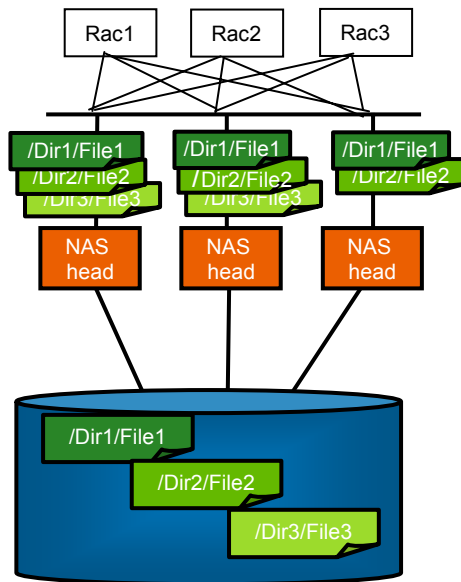 Rac1
Rac2
Rac3
/Dir1/File1
/Dir2/File2
/Dir3/File3
/Dir1/File1
/Dir2/File2
/Dir3/File3
/Dir1/File1
/Dir2/File2
NAS
head
NAS
head
NAS
head
/Dir1/File1
/Dir2/File2
/Dir3/File3